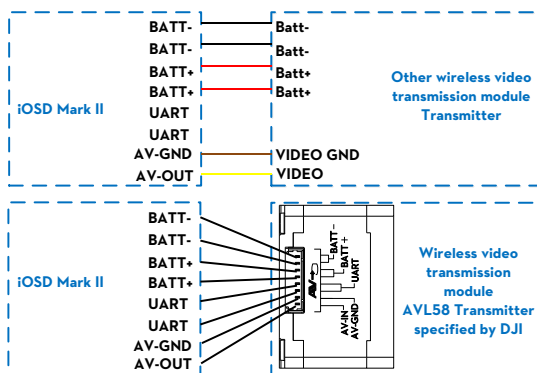 BATT- Batt-
BATT- Batt-
BATT+ Batt+
BATT+ Batt+
iOSD Mark II
UART
UART
AV-GND VIDEO GND
AV-OUT VIDEO
Other wireless video
transmission module
Transmitter
BATT-
BATT-
BATT+
BATT+
iOSD Mark II
UART
UART
AV-GND
AV-OUT
BATT-
BATT+
UART
AV-IN
AV-GND
Wireless video
transmission
module
AVL58 Transmitter
specified by DJI